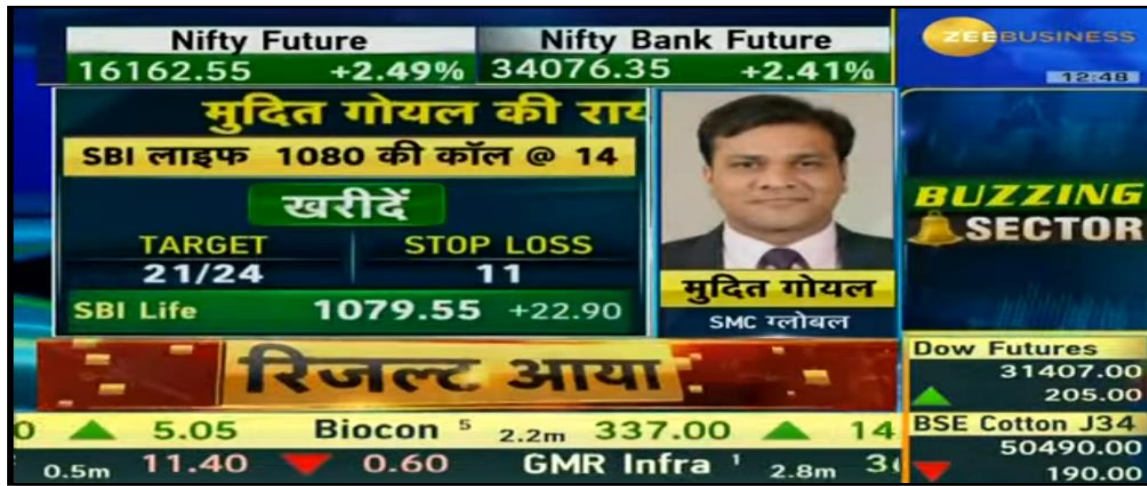 Nifty Future
16162.55 +2.49%
Nifty Bank Future
34076.35 +2.41%
ZEEBUSINESS
12:48
मुदित गोयल की राय
SBI लाइफ 1080 की कॉल @ 14
खरीदें
TARGET
21/24
STOP LOSS
11
SBI Life 1079.55 +22.90
मुदित गोयल
SMC ग्लोबल
BUZZING
SECTOR
रिजल्ट आया
Dow Futures
31407.00
205.00
BSE Cotton J34
50490.00
190.00
0 5.05 Biocon 5 2.2m 337.00 14
0.5m 11.40 0.60 GMR Infra 1 2.8m